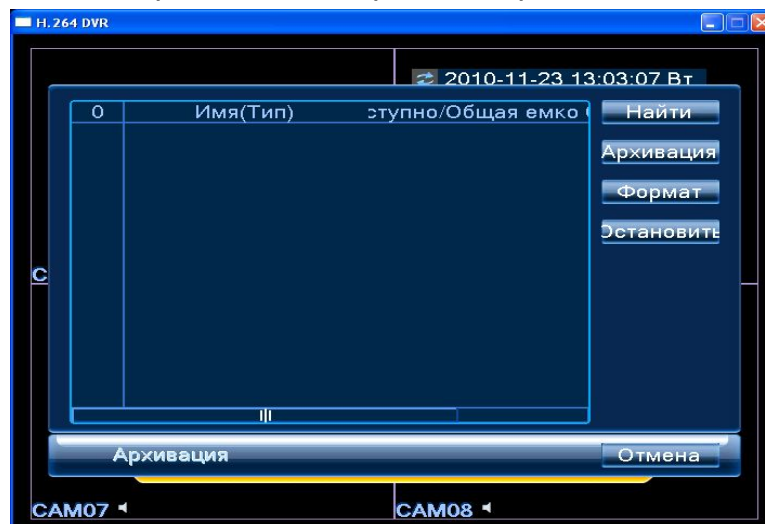 H.264 DVR
2010-11-23 13:03:07 Вт
0 Имя(Тип) ступно/Общая емко
Найти
Архивация
Формат
Остановить
C
Архивация
Отмена
CAM07
CAM08